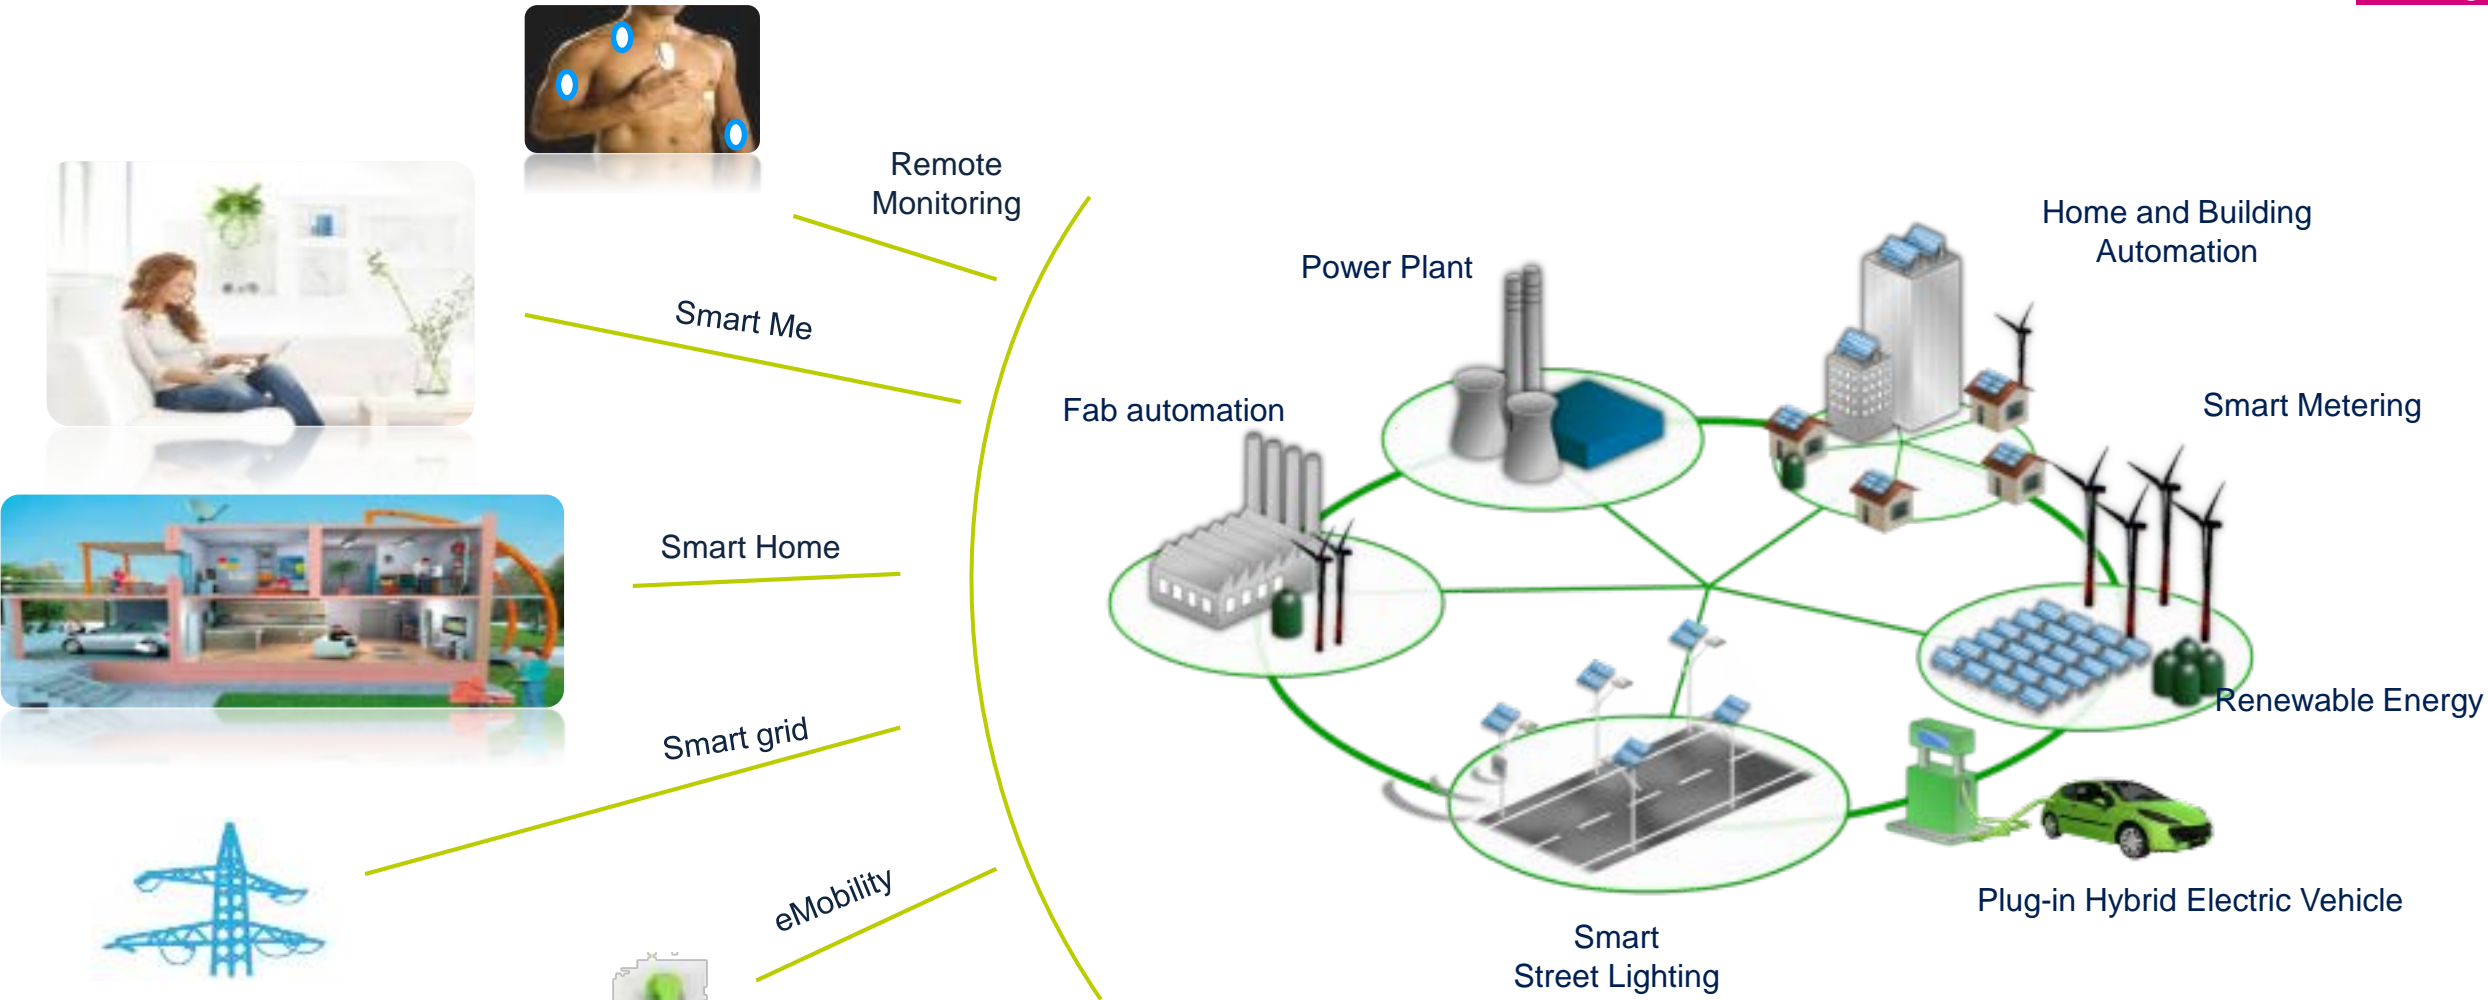 Remote
Monitoring
Smart Me
Smart Home
Smart grid
eMobility
Power Plant
Home and Building
Automation
Fab automation
Smart Metering
Renewable Energy
Plug-in Hybrid Electric Vehicle
Smart
Street Lighting